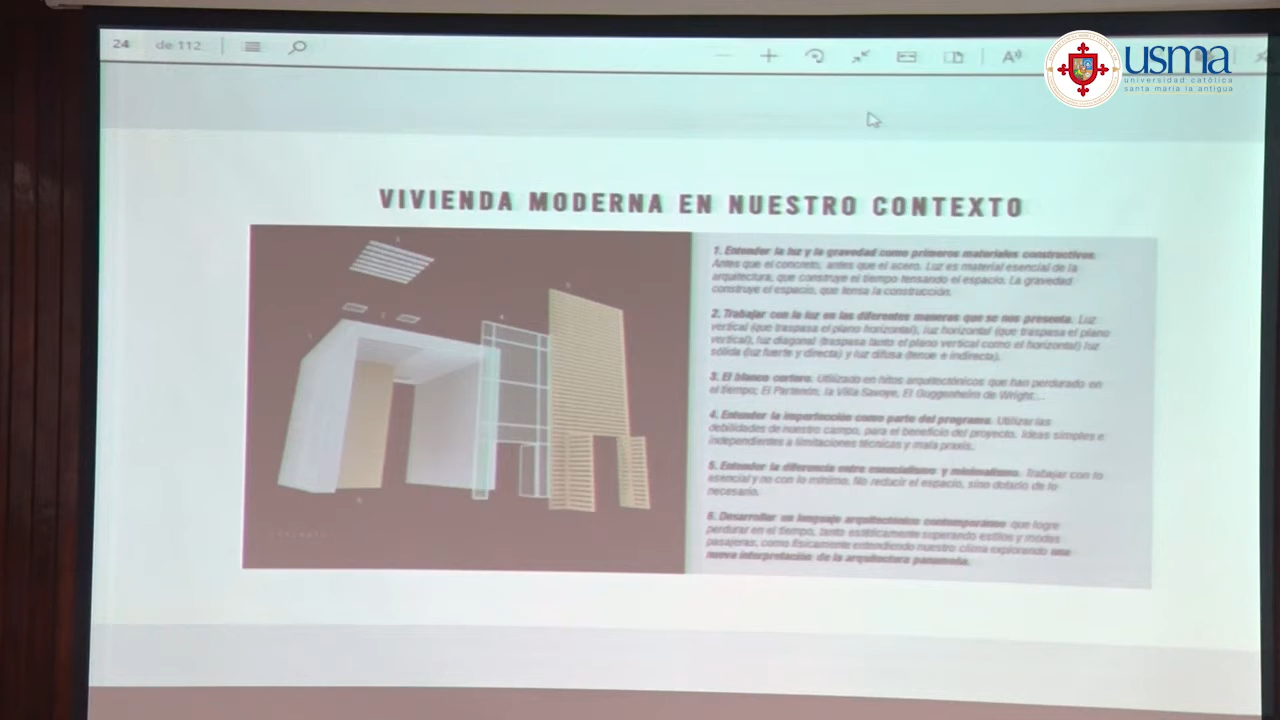 24 de 112
usma
universidad católica
santa maría la antigua
VIVIENDA MODERNA EN NUESTRO CONTEXTO
1. Entender la luz y la gravedad como primeros materiales constructivos.
Antes que el concreto, antes que el acero. Luz es material esencial de la
arquitectura, que construye el tiempo tensando el espacio. La gravedad
construye el espacio, que tensa la construcción.
2. Trabajar con la luz en las diferentes maneras que se nos presenta. Luz
vertical (que traspasa el plano horizontal), luz horizontal (que traspasa el plano
vertical), luz diagonal (traspasa tanto el plano vertical como el horizontal) luz
sólida (luz fuerte y directa) y luz difusa (tenue e indirecta).
3. El blanco certero. Utilizado en hitos arquitectónicos que han perdurado en
el tiempo; El Partenón, la Villa Savoye, El Guggenheim de Wright...
4. Entender la imperfección como parte del programa. Utilizar las
debilidades de nuestro campo, para el beneficio del proyecto. Ideas simples e
independientes a limitaciones técnicas y mala praxis.
5. Entender la diferencia entre esencialismo y minimalismo. Trabajar con lo
esencial y no con lo mínimo. No reducir el espacio, sino dotarlo de lo
necesario.
6. Desarrollar un lenguaje arquitectónico contemporáneo que logre
perdurar en el tiempo, tanto estéticamente superando estilos y modas
pasajeras, como físicamente entendiendo nuestro clima explorando una
nueva interpretación de la arquitectura panameña.